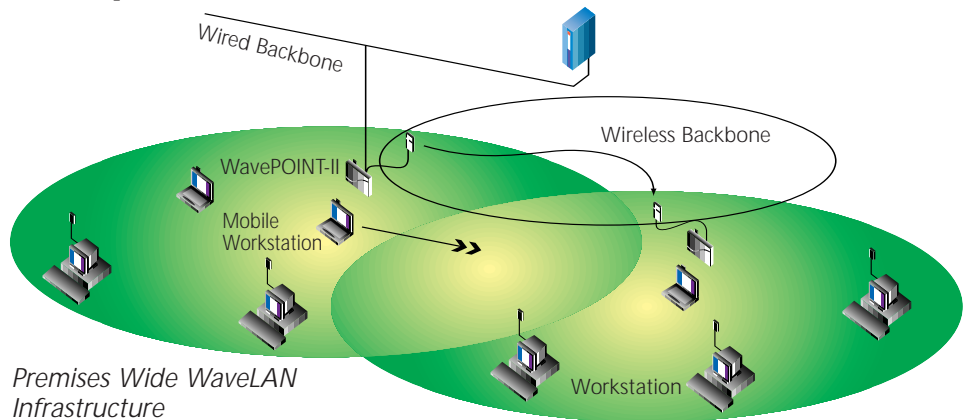 Wired Backbone
Wireless Backbone
WavePOINT-II
Mobile
Workstation
Workstation
Premises Wide WaveLAN
Infrastructure